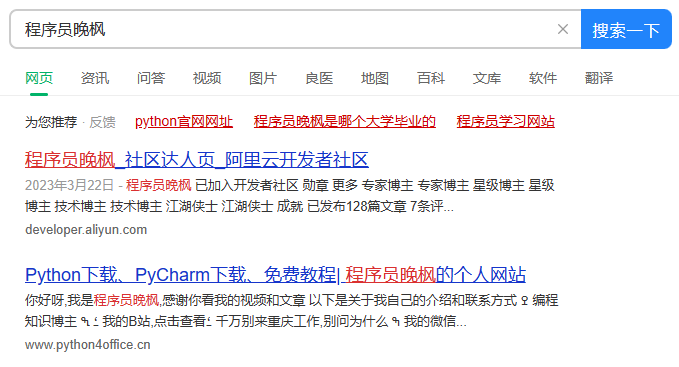 程序员晚枫 × 搜索一下
网页 资讯 问答 视频 图片 良医 地图 百科 文库 软件 翻译
为您推荐 · 反馈 python官网网址 程序员晚枫是哪个大学毕业的 程序员学习网站
程序员晚枫_社区达人页_阿里云开发者社区
2023年3月22日 - 程序员晚枫 已加入开发者社区 勋章 更多 专家博主 专家博主 星级博主 星级
博主 技术博主 技术博主 江湖侠士 江湖侠士 成就 已发布128篇文章 7条评...
developer.aliyun.com
Python下载、PyCharm下载、免费教程| 程序员晚枫的个人网站
你好呀,我是程序员晚枫,感谢你看我的视频和文章 以下是关于我自己的介绍和联系方式 编程
知识博主 我的B站,点击查看 千万别来重庆工作,别问为什么 我的微信...
www.python4office.cn